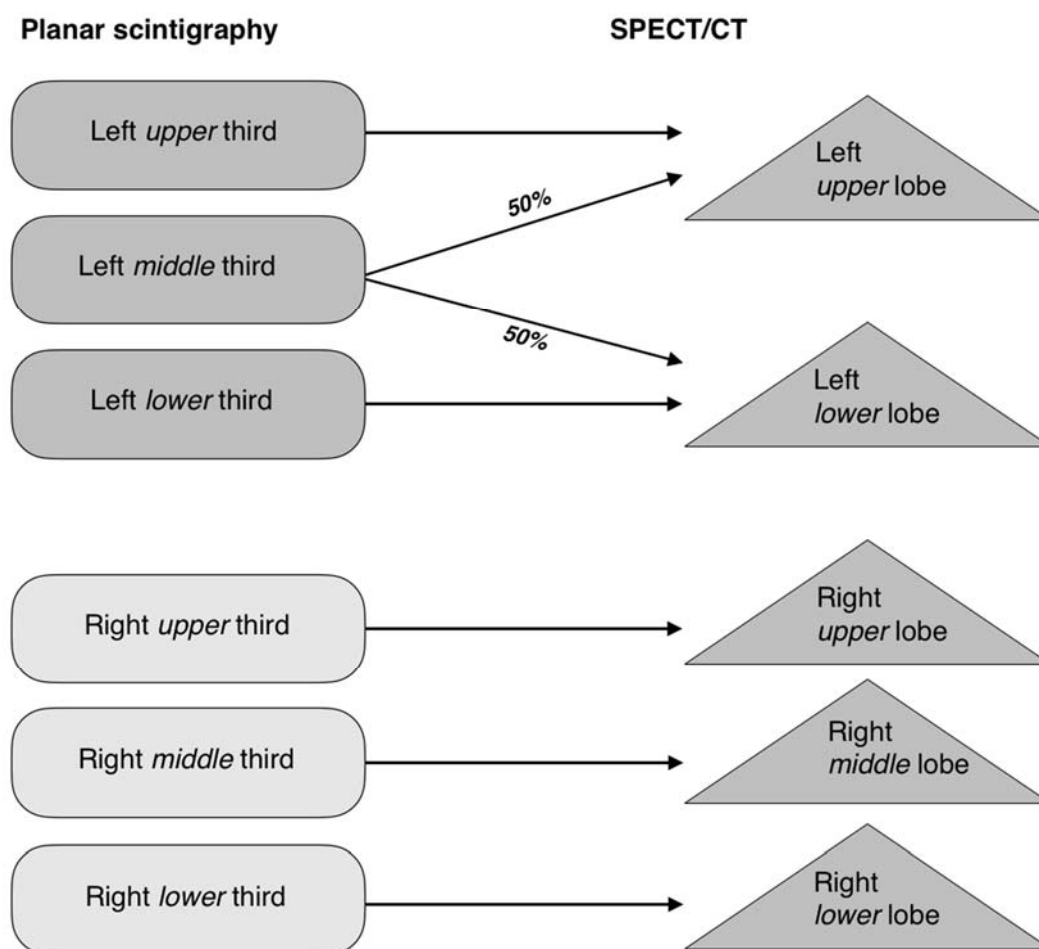 Planar scintigraphy
SPECT/CT
Left upper third
Left middle third
Left lower third
50%
50%
Left
upper lobe
Left
lower lobe
Right upper third
Right middle third
Right lower third
Right
upper lobe
Right
middle lobe
Right
lower lobe